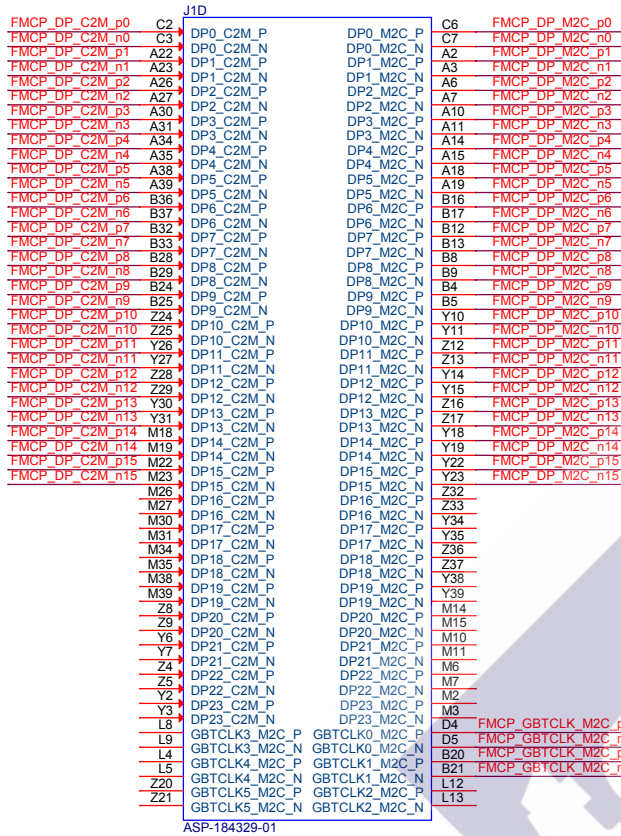 J1D
FMCP_DP_C2M_p0 C2 DP0_C2M_P DP0_M2C_P C6 FMCP_DP_M2C_p0
FMCP_DP_C2M_n0 C3 DP0_C2M_N DP0_M2C_N C7 FMCP_DP_M2C_n0
FMCP_DP_C2M_p1 A22 DP1_C2M_P DP1_M2C_P A2 FMCP_DP_M2C_p1
FMCP_DP_C2M_n1 A23 DP1_C2M_N DP1_M2C_N A3 FMCP_DP_M2C_n1
FMCP_DP_C2M_p2 A26 DP2_C2M_P DP2_M2C_P A6 FMCP_DP_M2C_p2
FMCP_DP_C2M_n2 A27 DP2_C2M_N DP2_M2C_N A7 FMCP_DP_M2C_n2
FMCP_DP_C2M_p3 A30 DP3_C2M_P DP3_M2C_P A10 FMCP_DP_M2C_p3
FMCP_DP_C2M_n3 A31 DP3_C2M_N DP3_M2C_N A11 FMCP_DP_M2C_n3
FMCP_DP_C2M_p4 A34 DP4_C2M_P DP4_M2C_P A14 FMCP_DP_M2C_p4
FMCP_DP_C2M_n4 A35 DP4_C2M_N DP4_M2C_N A15 FMCP_DP_M2C_n4
FMCP_DP_C2M_p5 A38 DP5_C2M_P DP5_M2C_P A18 FMCP_DP_M2C_p5
FMCP_DP_C2M_n5 A39 DP5_C2M_N DP5_M2C_N A19 FMCP_DP_M2C_n5
FMCP_DP_C2M_p6 B36 DP6_C2M_P DP6_M2C_P B16 FMCP_DP_M2C_p6
FMCP_DP_C2M_n6 B37 DP6_C2M_N DP6_M2C_N B17 FMCP_DP_M2C_n6
FMCP_DP_C2M_p7 B32 DP7_C2M_P DP7_M2C_P B12 FMCP_DP_M2C_p7
FMCP_DP_C2M_n7 B33 DP7_C2M_N DP7_M2C_N B13 FMCP_DP_M2C_n7
FMCP_DP_C2M_p8 B28 DP8_C2M_P DP8_M2C_P B8 FMCP_DP_M2C_p8
FMCP_DP_C2M_n8 B29 DP8_C2M_N DP8_M2C_N B9 FMCP_DP_M2C_n8
FMCP_DP_C2M_p9 B24 DP9_C2M_P DP9_M2C_P B4 FMCP_DP_M2C_p9
FMCP_DP_C2M_n9 B25 DP9_C2M_N DP9_M2C_N B5 FMCP_DP_M2C_n9
FMCP_DP_C2M_p10 Z24 DP10_C2M_P DP10_M2C_P Y10 FMCP_DP_M2C_p10
FMCP_DP_C2M_n10 Z25 DP10_C2M_N DP10_M2C_N Y11 FMCP_DP_M2C_n10
FMCP_DP_C2M_p11 Y26 DP11_C2M_P DP11_M2C_P Z12 FMCP_DP_M2C_p11
FMCP_DP_C2M_n11 Y27 DP11_C2M_N DP11_M2C_N Z13 FMCP_DP_M2C_n11
FMCP_DP_C2M_p12 Z28 DP12_C2M_P DP12_M2C_P Y14 FMCP_DP_M2C_p12
FMCP_DP_C2M_n12 Z29 DP12_C2M_N DP12_M2C_N Y15 FMCP_DP_M2C_n12
FMCP_DP_C2M_p13 Y30 DP13_C2M_P DP13_M2C_P Z16 FMCP_DP_M2C_p13
FMCP_DP_C2M_n13 Y31 DP13_C2M_N DP13_M2C_N Z17 FMCP_DP_M2C_n13
FMCP_DP_C2M_p14 M18 DP14_C2M_P DP14_M2C_P Y18 FMCP_DP_M2C_p14
FMCP_DP_C2M_n14 M19 DP14_C2M_N DP14_M2C_N Y19 FMCP_DP_M2C_n14
FMCP_DP_C2M_p15 M22 DP15_C2M_P DP15_M2C_P Y22 FMCP_DP_M2C_p15
FMCP_DP_C2M_n15 M23 DP15_C2M_N DP15_M2C_N Y23 FMCP_DP_M2C_n15
M26 DP16_C2M_P DP16_M2C_P Z32
M27 DP16_C2M_N DP16_M2C_N Z33
M30 DP17_C2M_P DP17_M2C_P Y34
M31 DP17_C2M_N DP17_M2C_N Y35
M34 DP18_C2M_P DP18_M2C_P Z36
M35 DP18_C2M_N DP18_M2C_N Z37
M38 DP19_C2M_P DP19_M2C_P Y38
M39 DP19_C2M_N DP19_M2C_N Y39
Z8 DP20_C2M_P DP20_M2C_P M14
Z9 DP20_C2M_N DP20_M2C_N M15
Y6 DP21_C2M_P DP21_M2C_P M10
Y7 DP21_C2M_N DP21_M2C_N M11
Z4 DP22_C2M_P DP22_M2C_P M6
Z5 DP22_C2M_N DP22_M2C_N M7
Y2 DP23_C2M_P DP23_M2C_P M2
Y3 DP23_C2M_N DP23_M2C_N M3
L8 GBTCLK3_M2C_P GBTCLK0_M2C_P D4 FMCP_GBTCLK_M2C_p
L9 GBTCLK3_M2C_N GBTCLK0_M2C_N D5 FMCP_GBTCLK_M2C_n
L4 GBTCLK4_M2C_P GBTCLK1_M2C_P B20 FMCP_GBTCLK_M2C_p
L5 GBTCLK4_M2C_N GBTCLK1_M2C_N B21 FMCP_GBTCLK_M2C_n
Z20 GBTCLK5_M2C_P GBTCLK2_M2C_P L12
Z21 GBTCLK5_M2C_N GBTCLK2_M2C_N L13
ASP-184329-01